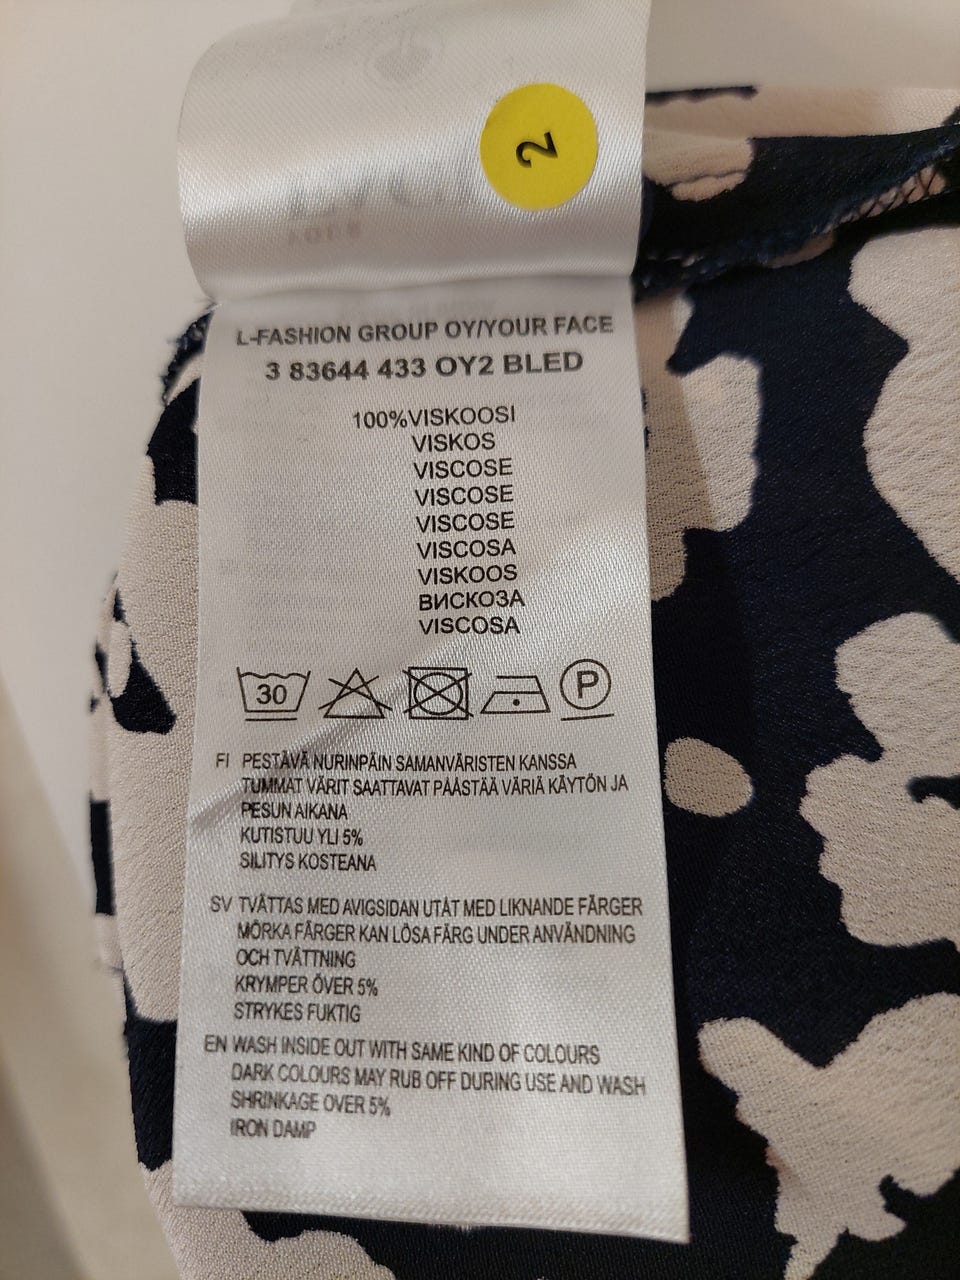 2
L-FASHION GROUP OY/YOUR FACE
3 83644 433 OY2 BLED
100%VISKOOSI
VISKOS
VISCOSE
VISCOSE
VISCOSE
VISCOSA
VISKOOS
ВИСКОЗА
VISCOSA
30 P
FI PESTÄVÄ NURINPÄIN SAMANVÄRISTEN KANSSA
TUMMAT VÄRIT SAATTAVAT PÄÄSTÄÄ VÄRIÄ KÄYTÖN JA
PESUN AIKANA
KUTISTUU YLI 5%
SILITYS KOSTEANA
SV TVÄTTAS MED AVIGSIDAN UTÅT MED LIKNANDE FÄRGER
MÖRKA FÄRGER KAN LÖSA FÄRG UNDER ANVÄNDNING
OCH TVÄTTNING
KRYMPER ÖVER 5%
STRYKES FUKTIG
EN WASH INSIDE OUT WITH SAME KIND OF COLOURS
DARK COLOURS MAY RUB OFF DURING USE AND WASH
SHRINKAGE OVER 5%
IRON DAMP